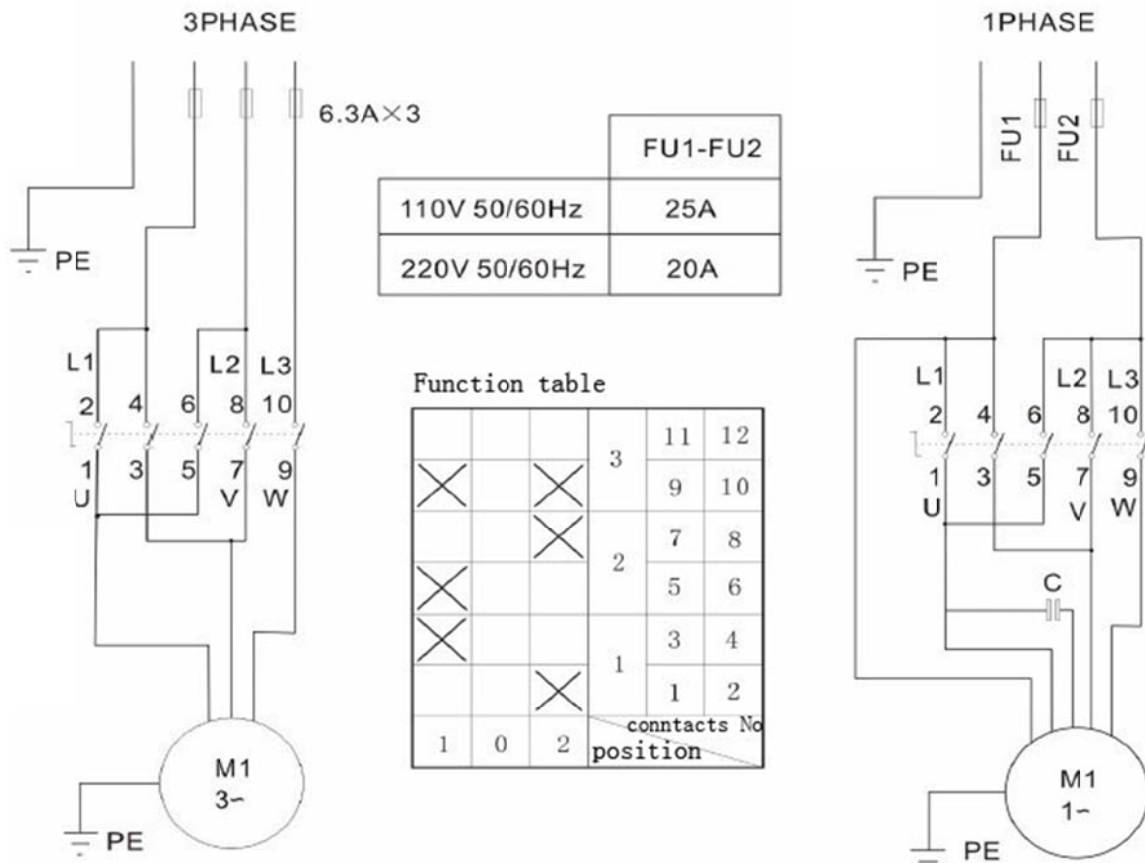 3PHASE
6.3A×3
PE
L1 L2 L3
2 4 6 8 10
1 3 5 7 9
U V W
M1
3~
PE
FU1-FU2
110V 50/60Hz 25A
220V 50/60Hz 20A
Function table
3 11 12
9 10
2 7 8
5 6
1 3 4
1 2
conntacts No
position
1 0 2
1PHASE
FU1
FU2
PE
L1 L2 L3
2 4 6 8 10
1 3 5 7 9
U V W
C
M1
1~
PE